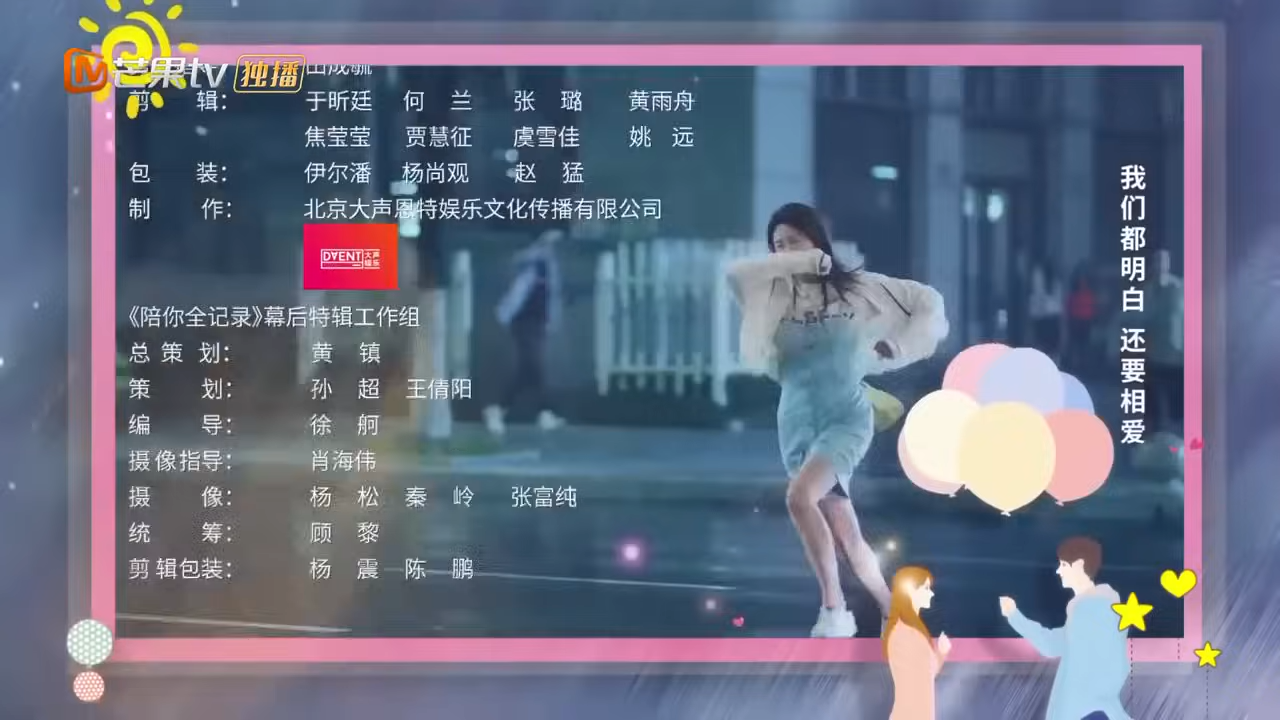 芒果tv 独播
剪 辑： 于昕廷 何 兰 张 璐 黄雨舟
焦莹莹 贾慧征 虞雪佳 姚 远
包 装： 伊尔潘 杨尚观 赵 猛
制 作： 北京大声恩特娱乐文化传播有限公司
DVENT 大声娱乐
《陪你全记录》幕后特辑工作组
总 策 划： 黄 镇
策 划： 孙 超 王倩阳
编 导： 徐 舸
摄像指导： 肖海伟
摄 像： 杨 松 秦 岭 张富纯
统 筹： 顾 黎
剪辑包装： 杨 震 陈 鹏
我们都明白 还要相爱